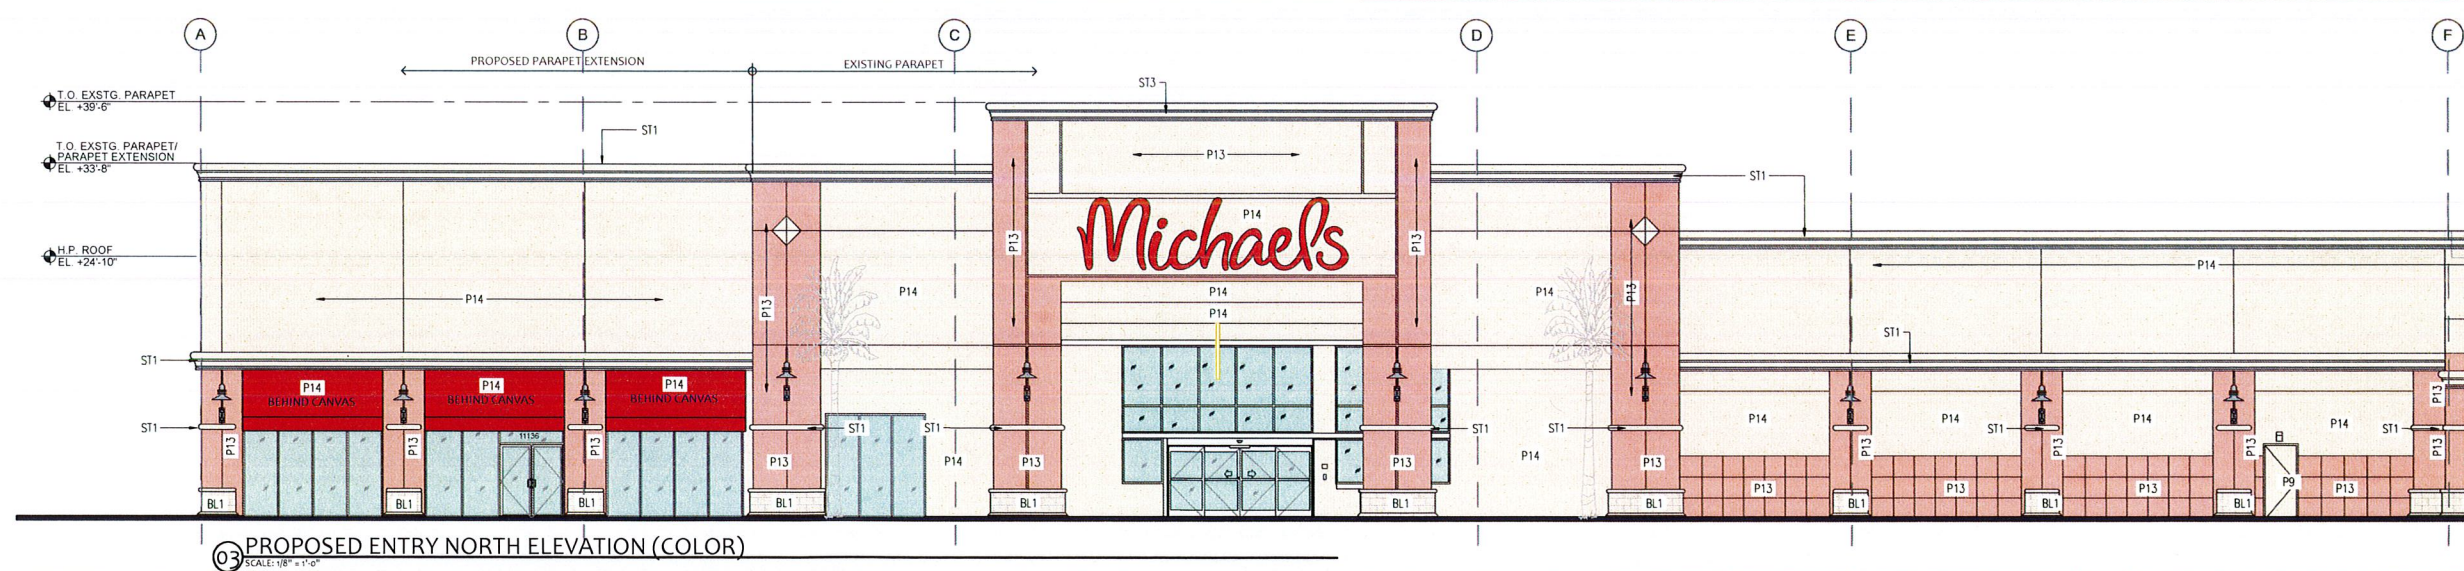 A
B
C
D
E
F
PROPOSED PARAPET EXTENSION
EXISTING PARAPET
T.O. EXSTG. PARAPET
EL. +39'-6"
ST3
ST1
T.O. EXSTG. PARAPET/
PARAPET EXTENSION
EL. +33'-8"
P13
ST1
Michaels
P14
P13
P13
H.P. ROOF
EL. +24'-10"
P14
P14
P13
P14
P14
P14
P13
P14
ST1
ST1
P14
BEHIND CANVAS
P14
BEHIND CANVAS
P14
BEHIND CANVAS
P13
P14
P14
P14
P14
ST1
ST1
ST1
ST1
ST1
ST1
ST1
11136
P13
P13
P13
P13
P14
P13
P13
P14
P13
P13
P13
P13
P13
P13
P13
P13
P13
P9
P13
BL1
BL1
BL1
BL1
BL1
BL1
BL1
BL1
BL1
BL1
03
PROPOSED ENTRY NORTH ELEVATION (COLOR)
SCALE: 1/8" = 1'-0"